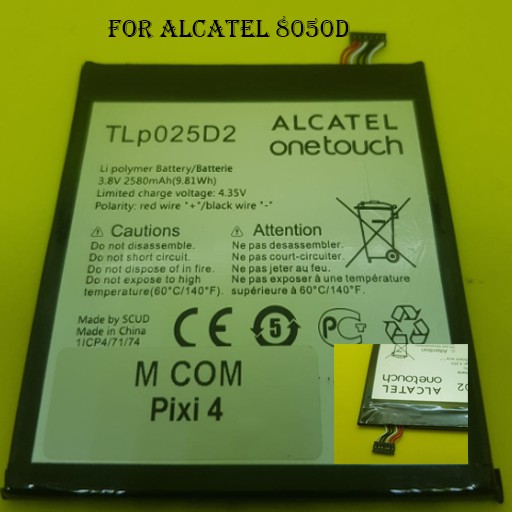 FOR ALCATEL 8050D
TLp025D2
ALCATEL
onetouch
Li polymer Battery/Batterie
3.8V 2580mAh(9.81Wh)
Limited charge voltage: 4.35V
Polarity: red wire "+"/black wire "-"
Cautions
Do not disassemble.
Do not short circuit.
Do not dispose of in fire.
Do not expose to high
temperature(60°C/140°F).
Attention
Ne pas desassembler.
Ne pas court-circuiter.
Ne pas jeter au feu.
Ne pas exposer à une température
supérieure à 60°C/140°F.
Made by SCUD
Made in China
1ICP4/71/74
CE
5
M COM
Pixi 4
ALCATEL
onetouch
D2